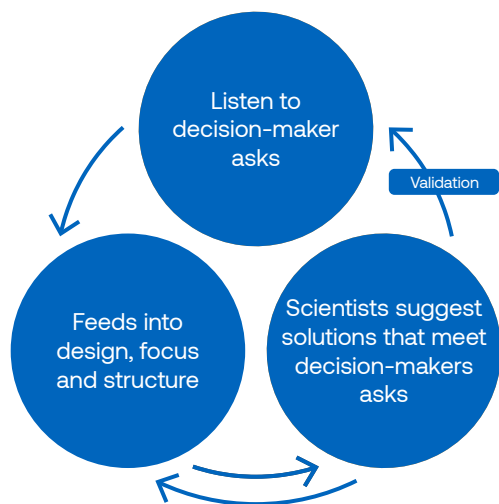 Listen to
decision-maker
asks
Validation
Feeds into
design, focus
and structure
Scientists suggest
solutions that meet
decision-makers
asks